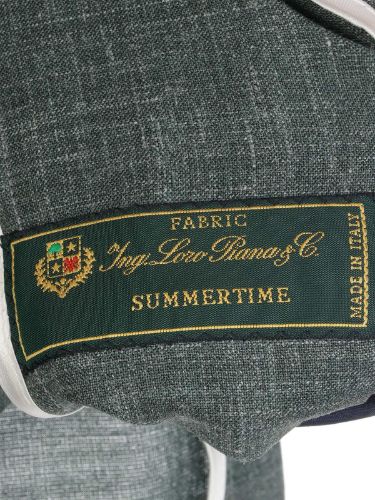 FABRIC
Ing. Loro Piana & C.
SUMMERTIME
MADE IN ITALY